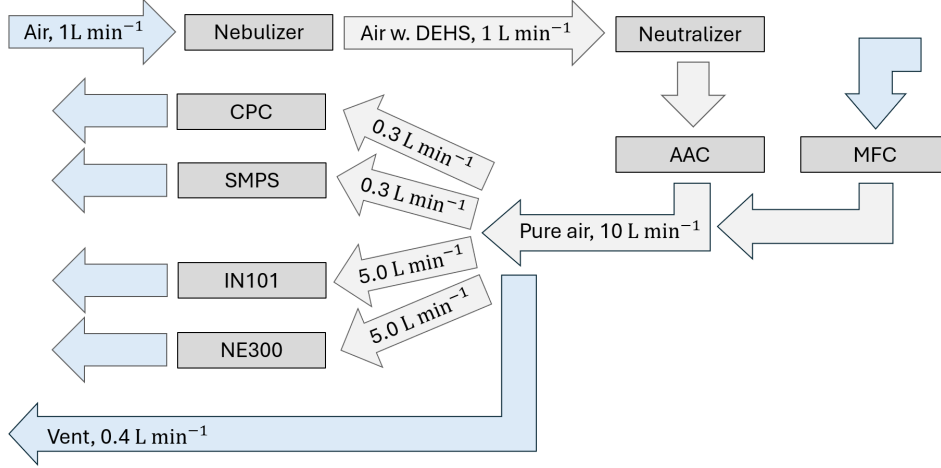 Air, 1L min⁻¹
Nebulizer
Air w. DEHS, 1 L min⁻¹
Neutralizer
CPC
0.3 L min⁻¹
AAC
MFC
SMPS
0.3 L min⁻¹
Pure air, 10 L min⁻¹
IN101
5.0 L min⁻¹
NE300
5.0 L min⁻¹
Vent, 0.4 L min⁻¹